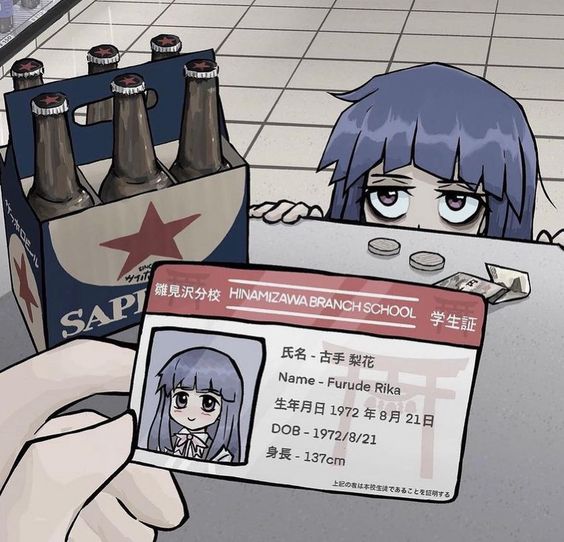 SAP
雛見沢分校
HINAMIZAWA BRANCH SCHOOL
学生証
氏名 - 古手 梨花
Name - Furude Rika
生年月日 1972 年 8月 21日
DOB - 1972/8/21
身長 - 137cm
上記の者は本校生徒であることを証明する